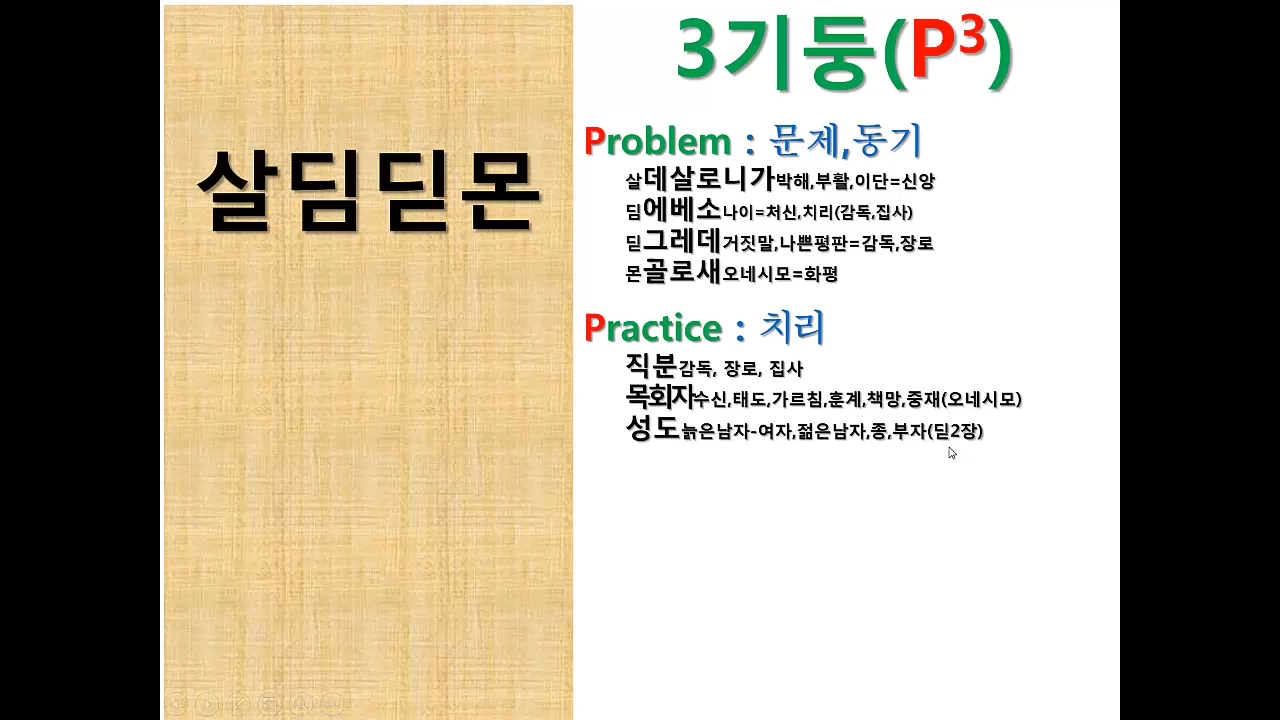 살딤딛몬
3기둥(P³)
Problem : 문제,동기
살데살로니가박해,부활,이단=신앙
딤에베소나이=처신,치리(감독,집사)
딛그레데거짓말,나쁜평판=감독,장로
몬골로새오네시모=화평
Practice : 치리
직분감독, 장로, 집사
목회자수신,태도,가르침,훈계,책망,중재(오네시모)
성도늙은남자-여자,젊은남자,종,부자(딛2장)